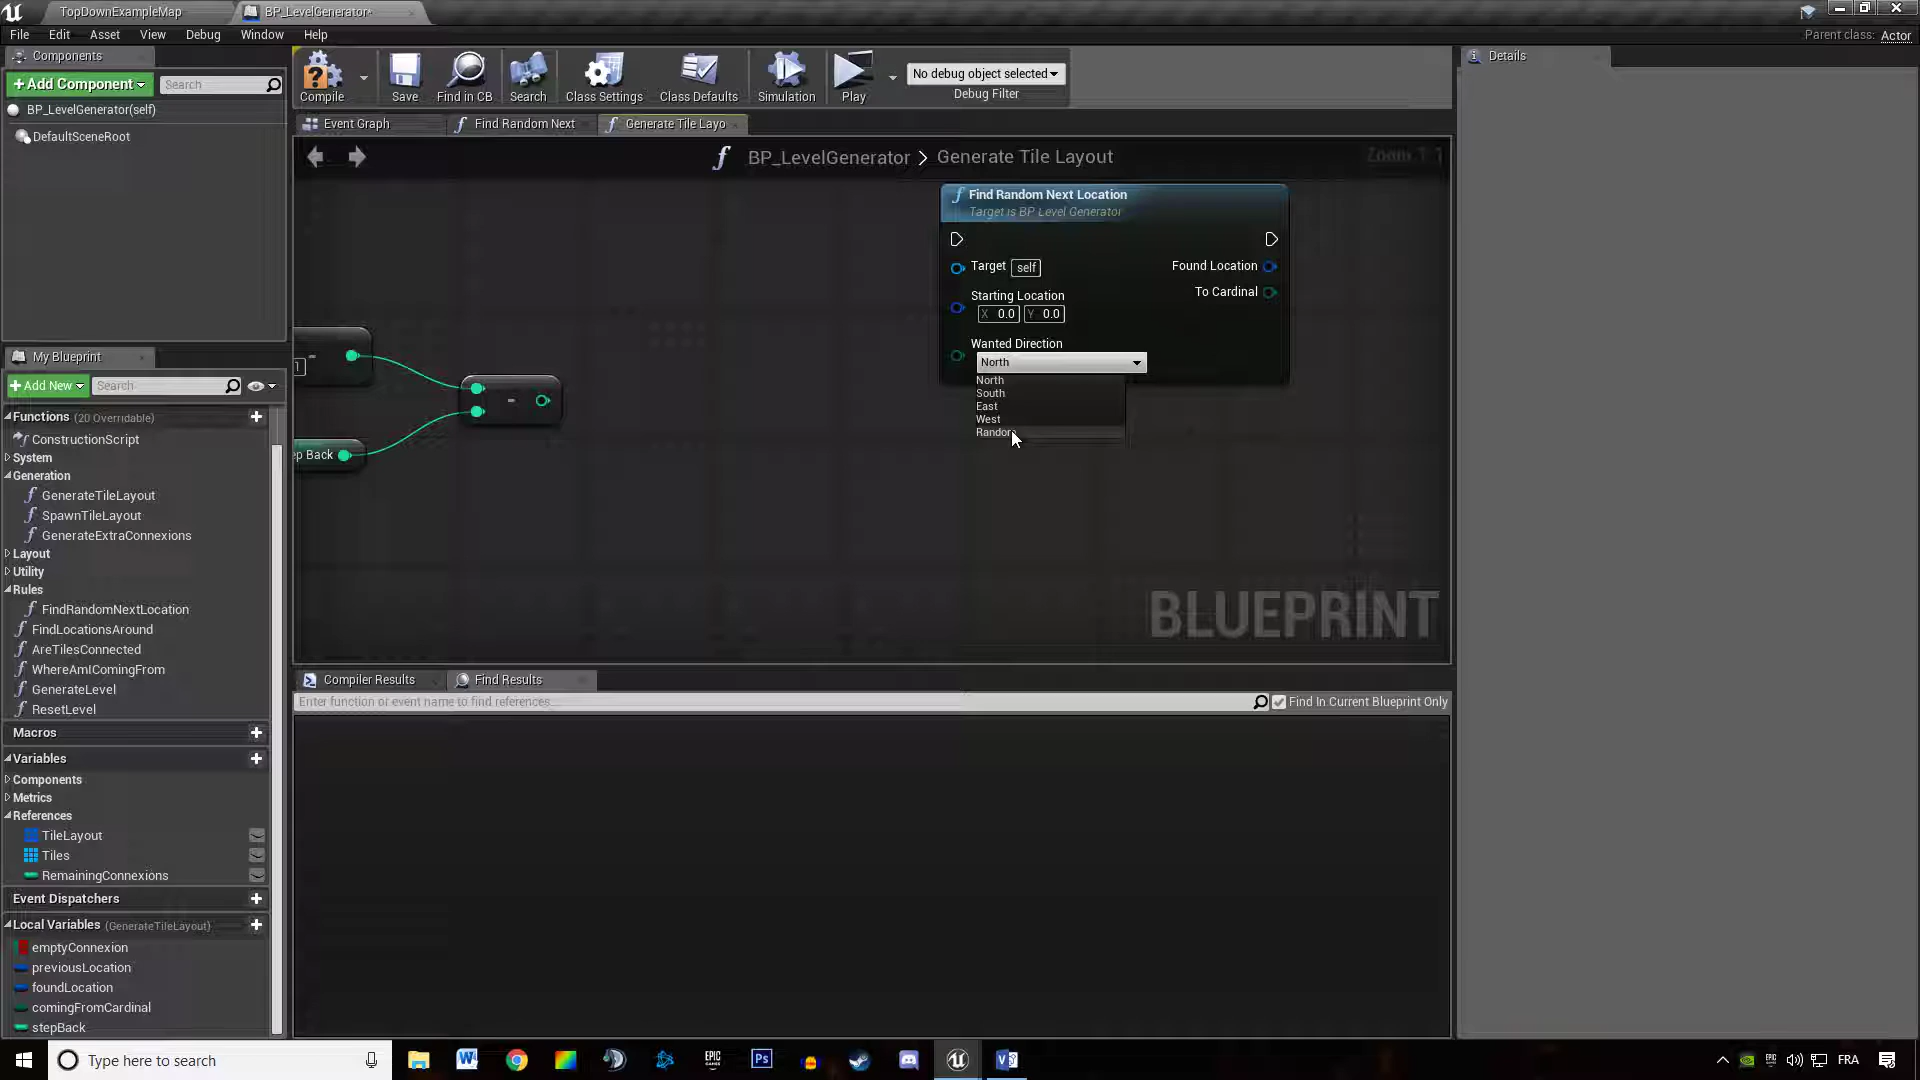 TopDownExampleMap
BP_LevelGenerator*
File Edit Asset View Debug Window Help
Parent class: Actor
Components
+Add Component
Search
BP_LevelGenerator(self)
DefaultSceneRoot
Compile
Save
Find in CB
Search
Class Settings
Class Defaults
Simulation
Play
No debug object selected
Debug Filter
Details
Event Graph
Find Random Next
Generate Tile Layo
BP_LevelGenerator > Generate Tile Layout
Find Random Next Location
Target is BP Level Generator
Target self
Found Location
Starting Location
X 0.0 Y 0.0
To Cardinal
Wanted Direction
North
North
South
East
West
ep Back
BLUEPRINT
My Blueprint
+Add New
Search
Functions (20 Overridable)
ConstructionScript
System
Generation
GenerateTileLayout
SpawnTileLayout
GenerateExtraConnexions
Layout
Utility
Rules
FindRandomNextLocation
FindLocationsAround
AreTilesConnected
WhereAmIComingFrom
GenerateLevel
ResetLevel
Macros
Variables
Components
Metrics
References
TileLayout
Tiles
RemainingConnexions
Event Dispatchers
Local Variables (GenerateTileLayout)
emptyConnexion
previousLocation
foundLocation
comingFromCardinal
stepBack
Compiler Results
Find Results
Enter function or event name to find references...
Find In Current Blueprint Only
Type here to search
EPIC GAMES
Ps
FRA